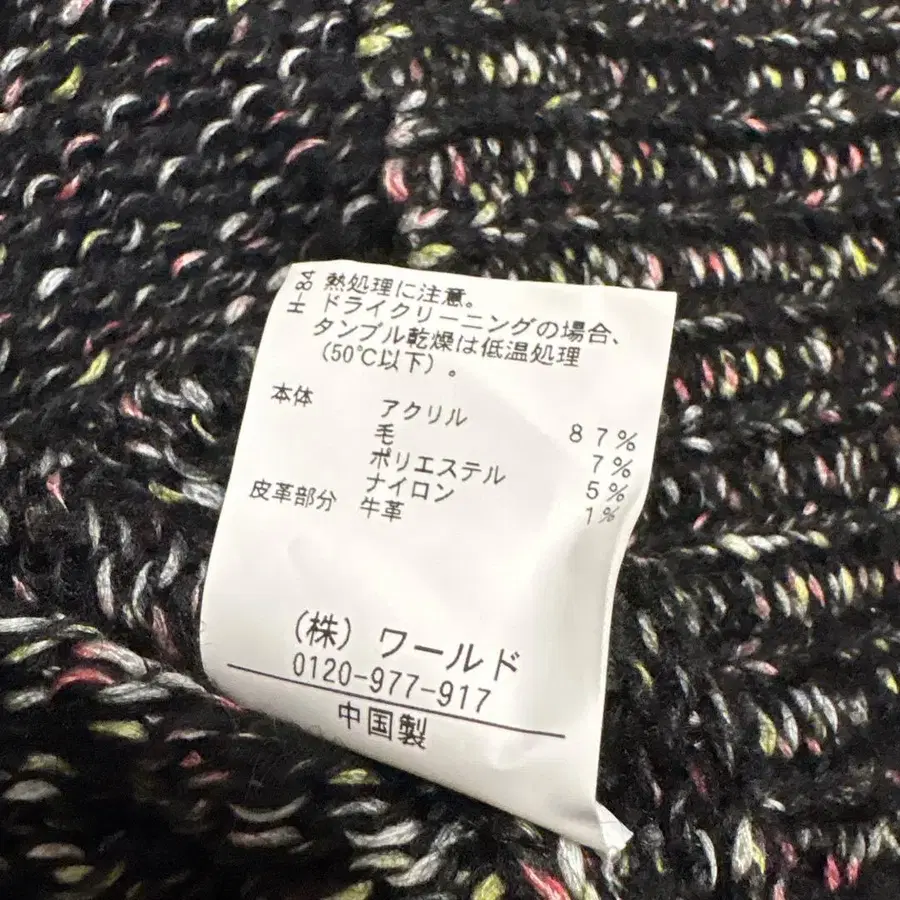 熱処理に注意。
ドライクリーニングの場合、
タンブル乾燥は低温処理
(50℃以下)。
本体 アクリル 87%
毛 7%
ポリエステル 5%
ナイロン 1%
皮革部分 牛革
(株) ワールド
0120-977-917
中国製